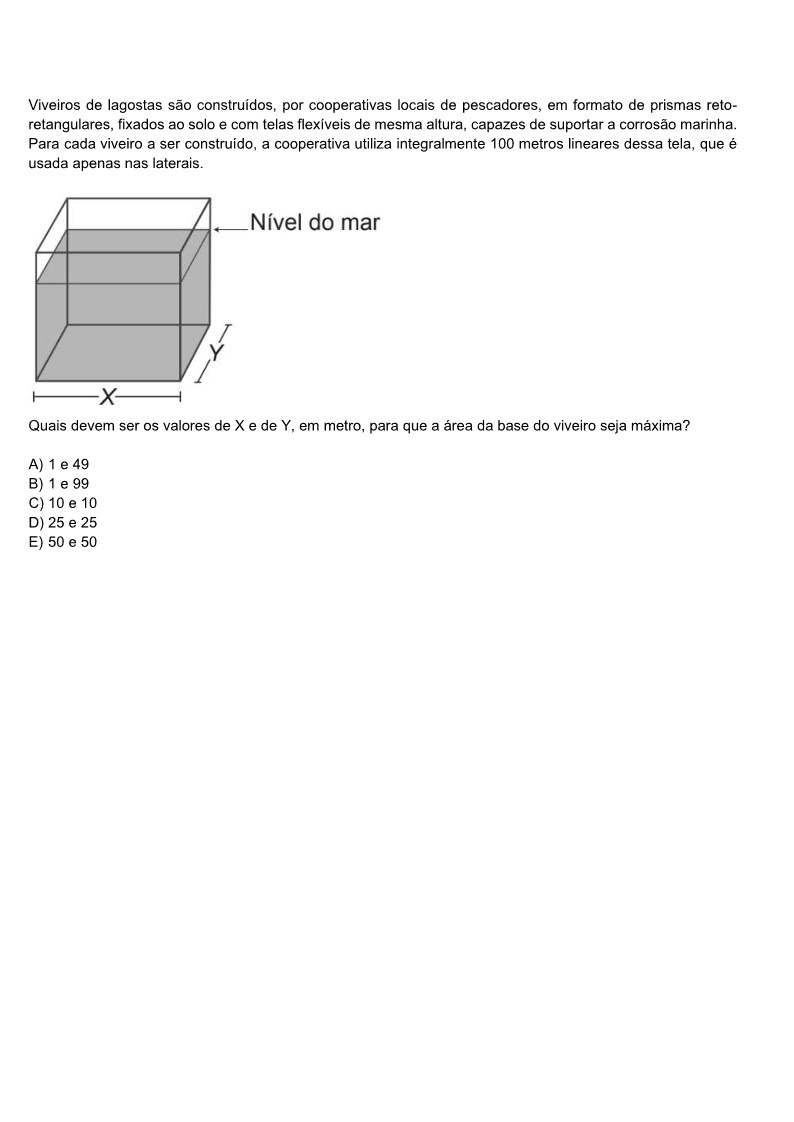 Viveiros de lagostas são construídos, por cooperativas locais de pescadores, em formato de prismas reto-
retangulares, fixados ao solo e com telas flexíveis de mesma altura, capazes de suportar a corrosão marinha.
Para cada viveiro a ser construído, a cooperativa utiliza integralmente 100 metros lineares dessa tela, que é
usada apenas nas laterais.
Nível do mar
Y
X
Quais devem ser os valores de X e de Y, em metro, para que a área da base do viveiro seja máxima?
A) 1 e 49
B) 1 e 99
C) 10 e 10
D) 25 e 25
E) 50 e 50